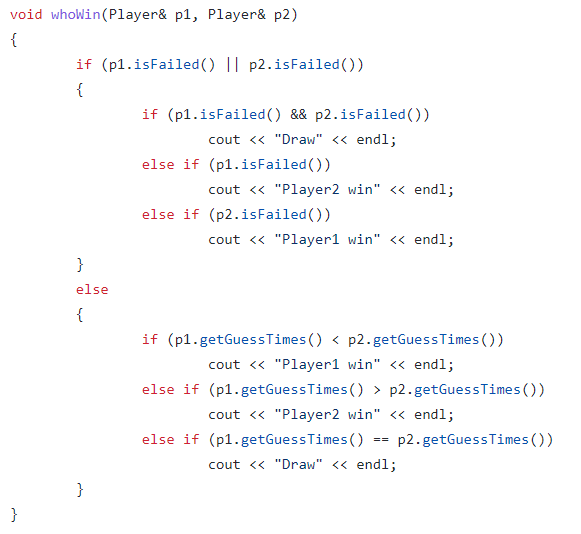 void whoWin(Player& p1, Player& p2)
{
        if (p1.isFailed() || p2.isFailed())
        {
                if (p1.isFailed() && p2.isFailed())
                        cout << "Draw" << endl;
                else if (p1.isFailed())
                        cout << "Player2 win" << endl;
                else if (p2.isFailed())
                        cout << "Player1 win" << endl;
        }
        else
        {
                if (p1.getGuessTimes() < p2.getGuessTimes())
                        cout << "Player1 win" << endl;
                else if (p1.getGuessTimes() > p2.getGuessTimes())
                        cout << "Player2 win" << endl;
                else if (p1.getGuessTimes() == p2.getGuessTimes())
                        cout << "Draw" << endl;
        }
}